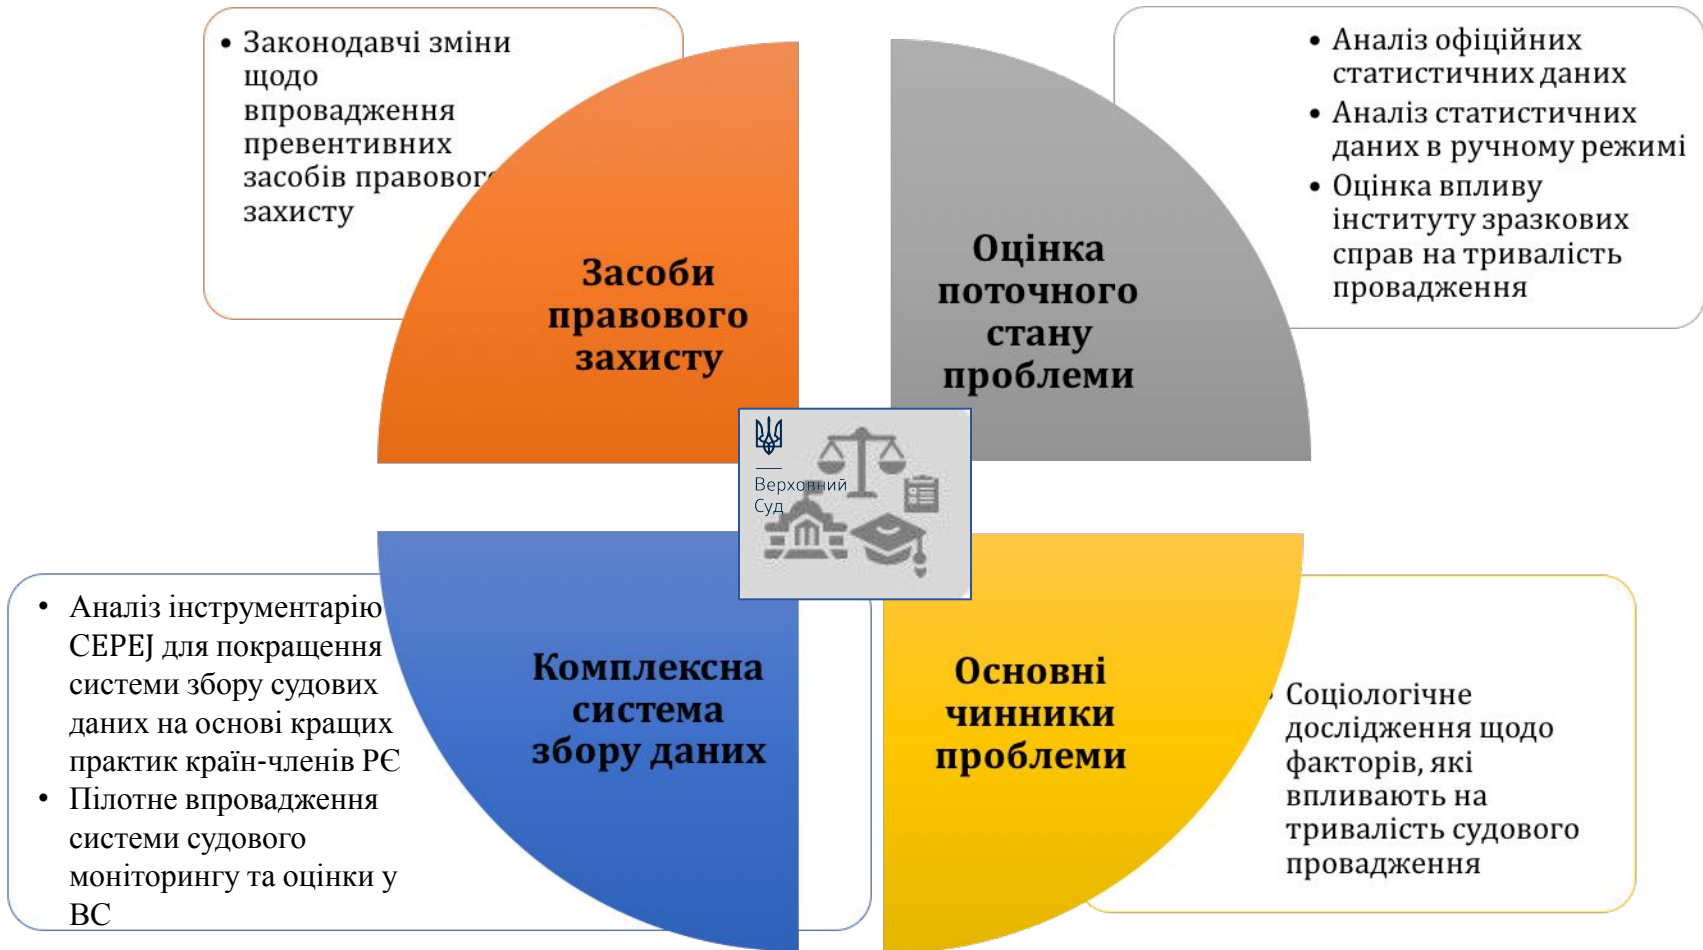 • Законодавчі зміни
щодо
впровадження
превентивних
засобів правового
захисту
Засоби
правового
захисту
• Аналіз офіційних
статистичних даних
• Аналіз статистичних
даних в ручному режимі
• Оцінка впливу
інституту зразкових
справ на тривалість
провадження
Оцінка
поточного
стану
проблеми
Верховний
Суд
• Аналіз інструментарію
CEPEJ для покращення
системи збору судових
даних на основі кращих
практик країн-членів РЄ
• Пілотне впровадження
системи судового
моніторингу та оцінки у
ВС
Комплексна
система
збору даних
Основні
чинники
проблеми
• Соціологічне
дослідження щодо
факторів, які
впливають на
тривалість судового
провадження